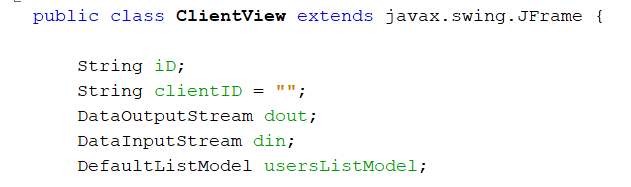 public class ClientView extends javax.swing.JFrame {
String iD;
String clientID = "";
DataOutputStream dout;
DataInputStream din;
DefaultListModel usersListModel;